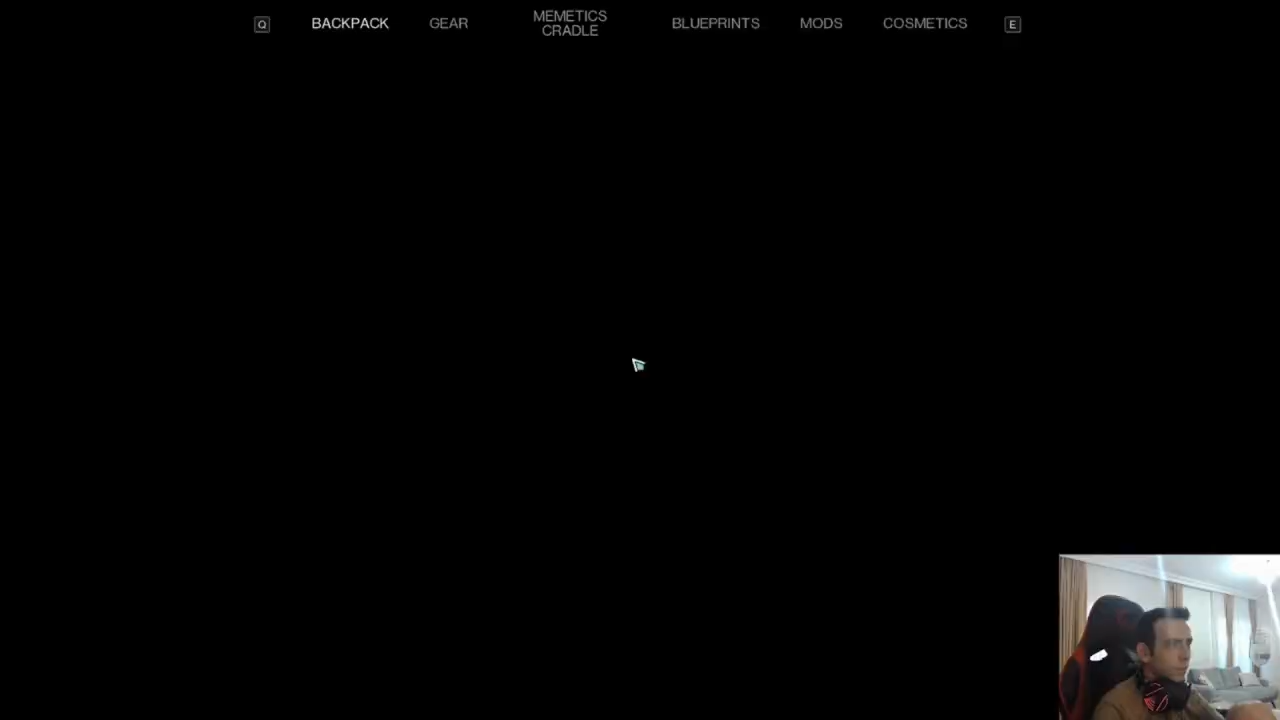 Q
BACKPACK
GEAR
MEMETICS
CRADLE
BLUEPRINTS
MODS
COSMETICS
E